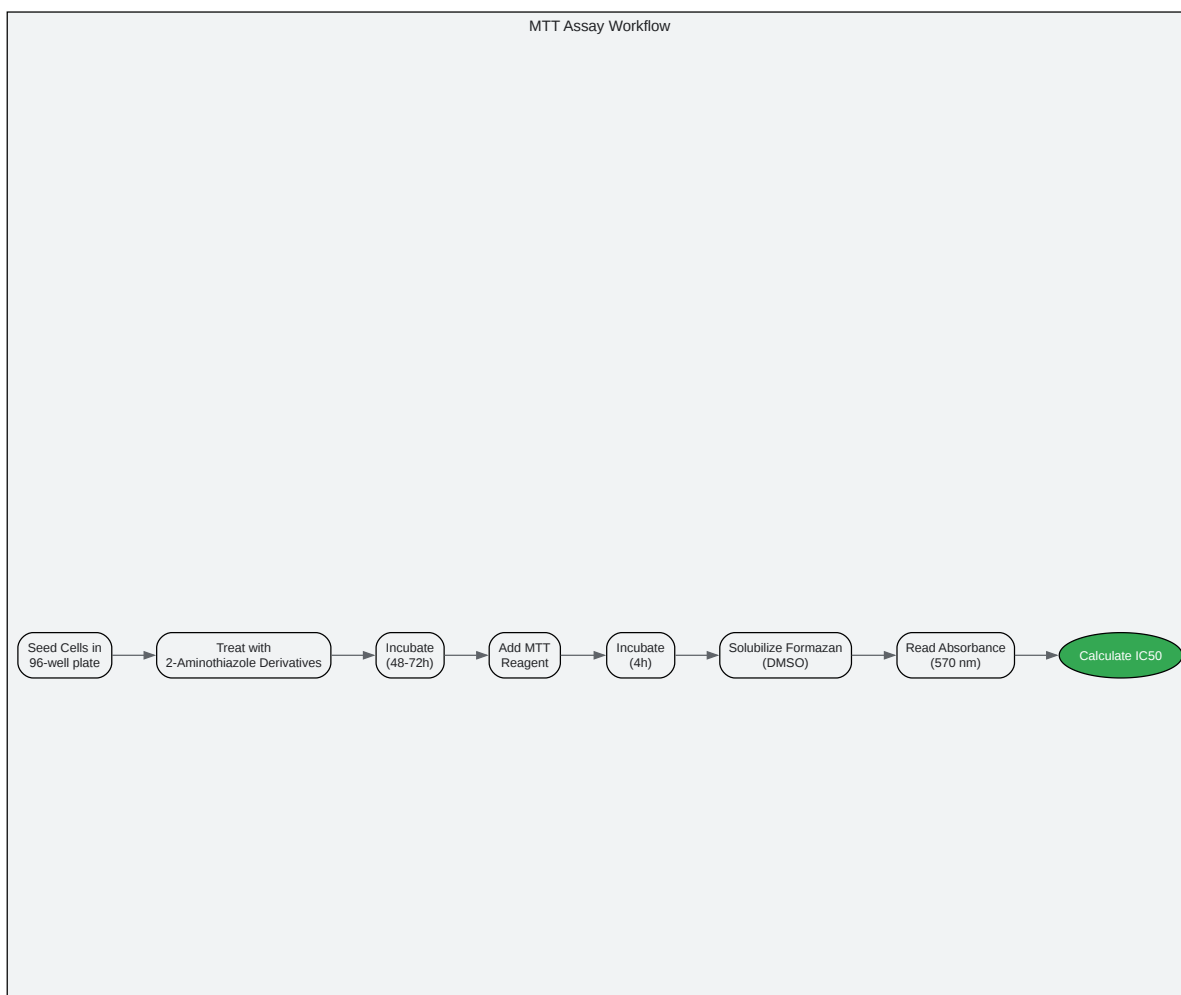 MTT Assay Workflow
Seed Cells in
96-well plate
Treat with
2-Aminothiazole Derivatives
Incubate
(48-72h)
Add MTT
Reagent
Incubate
(4h)
Solubilize Formazan
(DMSO)
Read Absorbance
(570 nm)
Calculate IC50